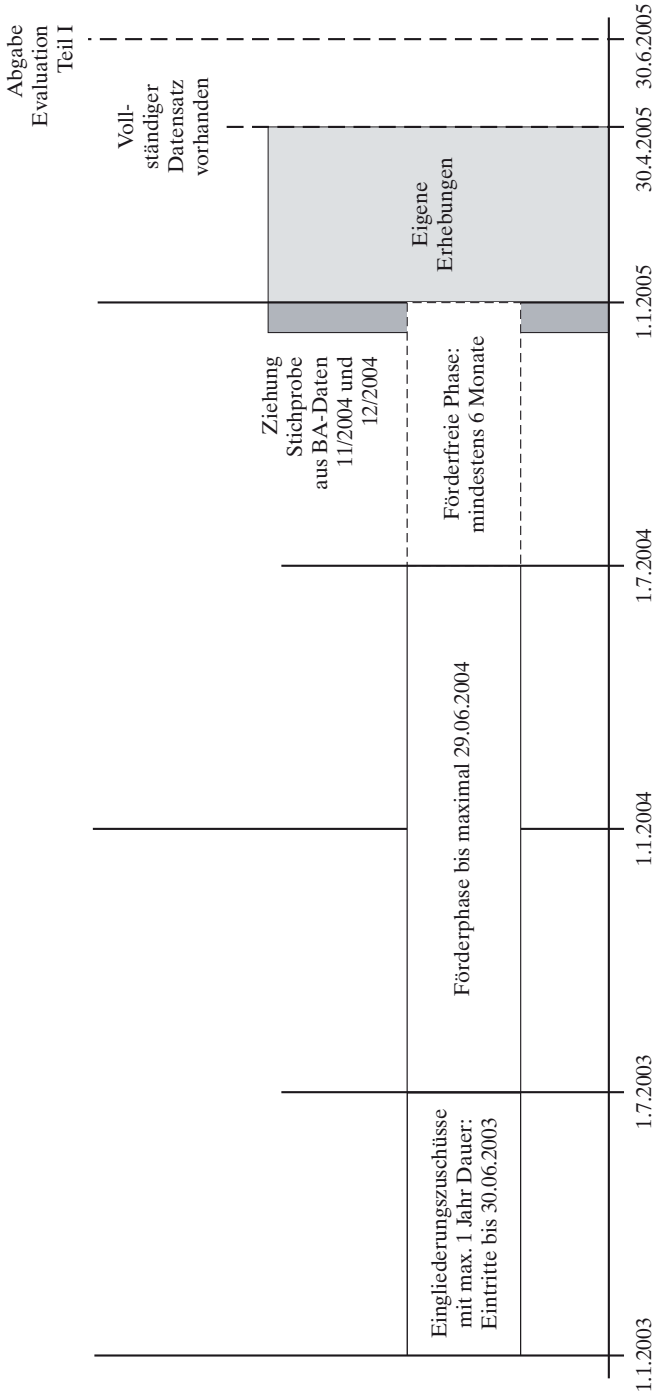 Abgabe
Evaluation
Teil I
Voll-
ständiger
Datensatz
vorhanden
Ziehung
Stichprobe
aus BA-Daten
11/2004 und
12/2004
Eigene
Erhebungen
Eingliederungszuschüsse
mit max. 1 Jahr Dauer:
Eintritte bis 30.06.2003
Förderphase bis maximal 29.06.2004
Förderfreie Phase:
mindestens 6 Monate
1.1.2003
1.7.2003
1.1.2004
1.7.2004
1.1.2005
30.4.2005
30.6.2005